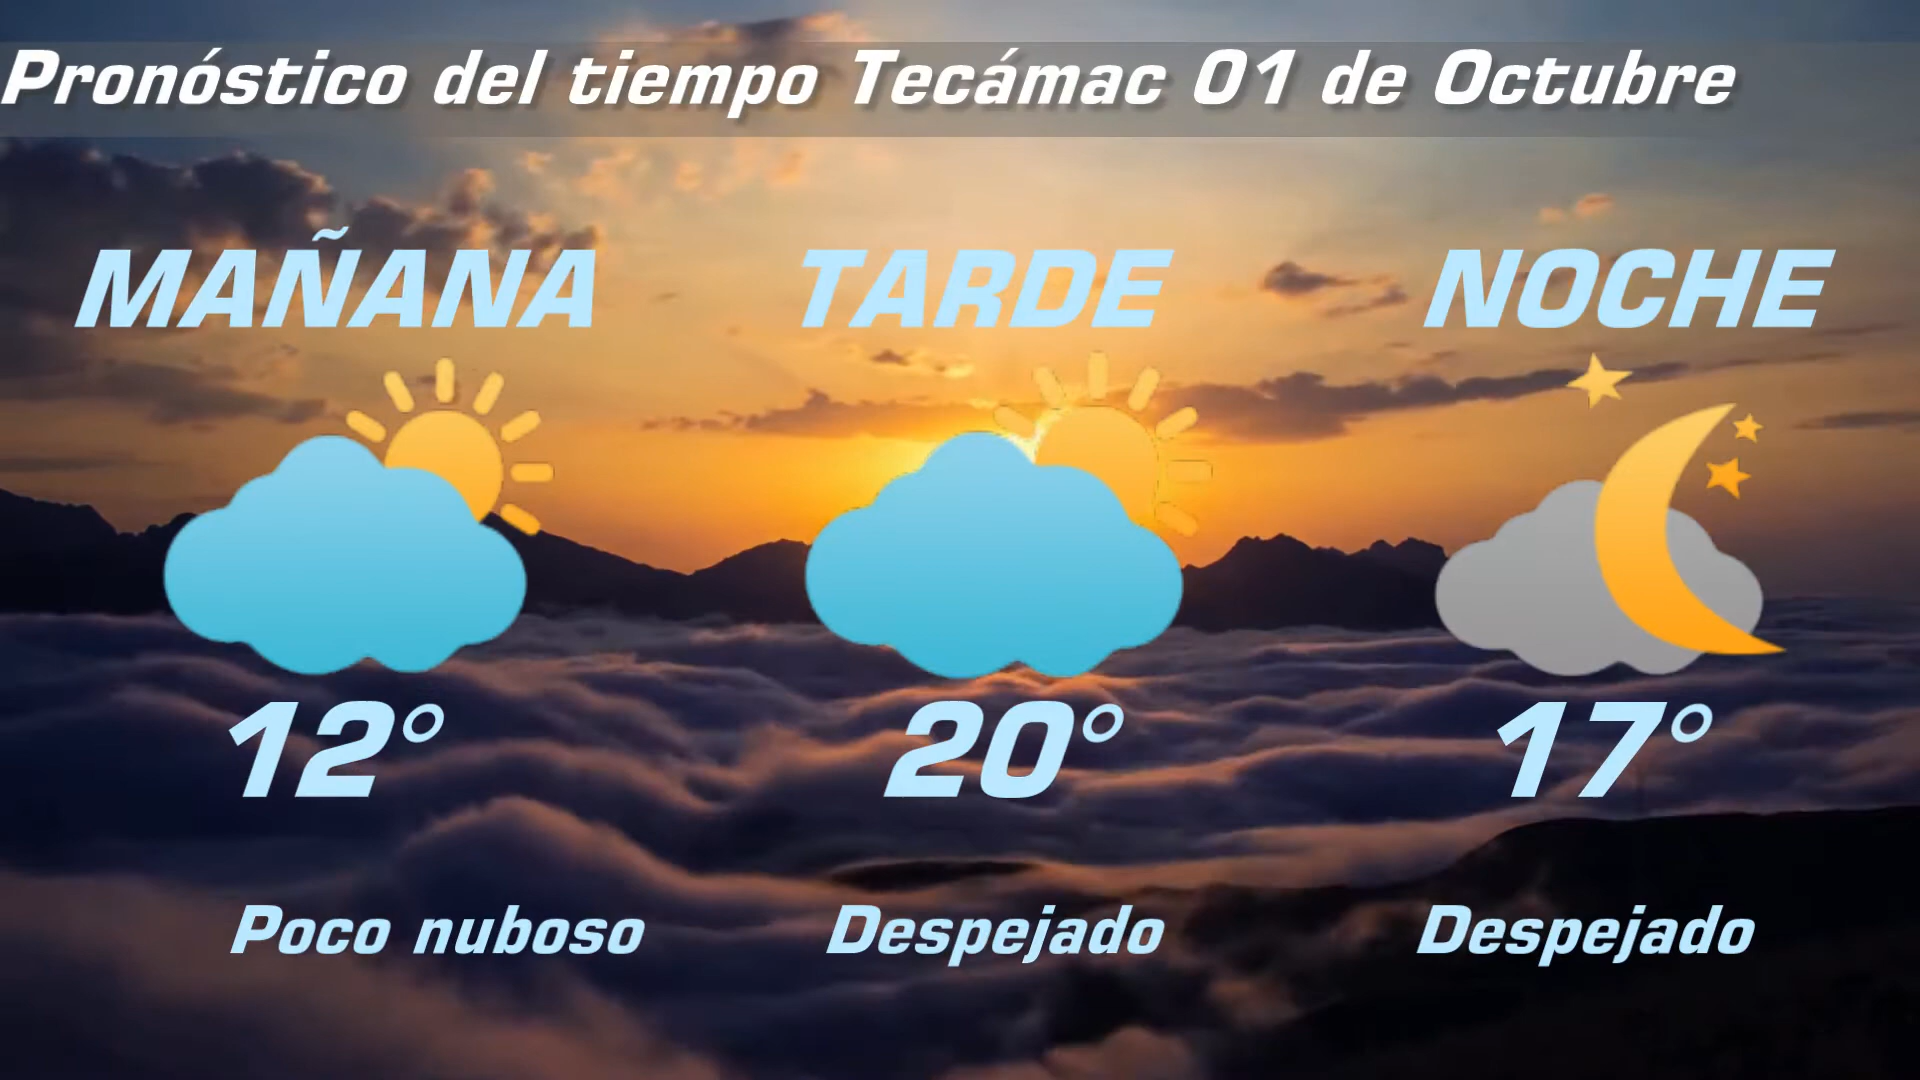 Pronóstico del tiempo Tecámac 01 de Octubre
MAÑANA TARDE NOCHE
12° 20° 17°
Poco nuboso Despejado Despejado